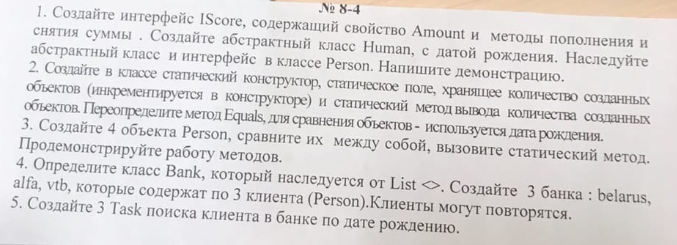 № 8-4
1. Создайте интерфейс IScore, содержащий свойство Amount и методы пополнения и
снятия суммы . Создайте абстрактный класс Human, с датой рождения. Наследуйте
абстрактный класс и интерфейс в классе Person. Напишите демонстрацию.
2. Создайте в классе статический конструктор, статическое поле, хранящее количество созданных
объектов (инкрементируется в конструкторе) и статический метод вывода количества созданных
объектов. Переопределите метод Equals, для сравнения объектов - используется дата рождения.
3. Создайте 4 объекта Person, сравните их между собой, вызовите статический метод.
Продемонстрируйте работу методов.
4. Определите класс Bank, который наследуется от List <>. Создайте 3 банка : belarus,
alfa, vtb, которые содержат по 3 клиента (Person).Клиенты могут повторятся.
5. Создайте 3 Task поиска клиента в банке по дате рождению.